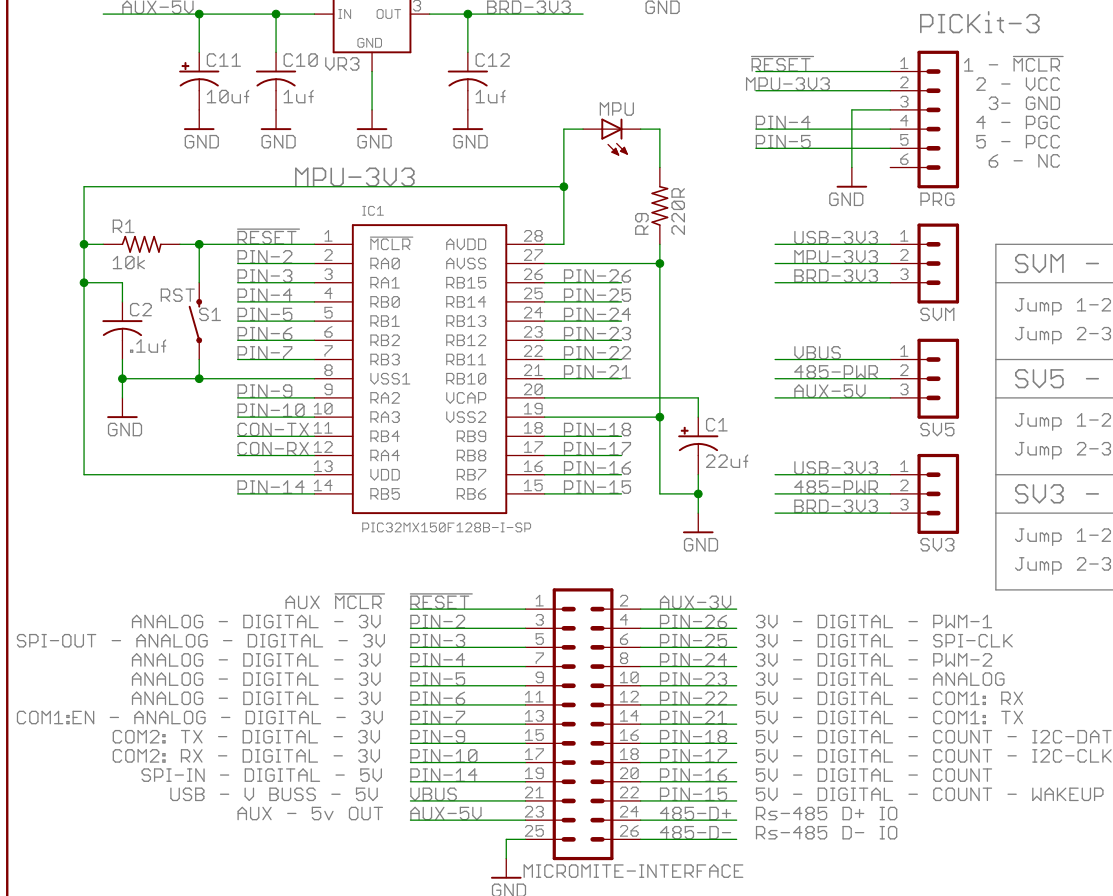 AUX-5V
IN
OUT
3
BRD-3V3
GND
GND
VR3
C11
10uf
C10
1uf
C12
1uf
GND
GND
GND
GND
PICKit-3
RESET
MPU-3V3
PIN-4
PIN-5
1
2
3
4
5
6
1 - MCLR
2 - VCC
3- GND
4 - PGC
5 - PCC
6 - NC
GND
PRG
MPU
MPU-3V3
R9
220R
R1
10k
RST
S1
C2
.1uf
GND
IC1
RESET 1 MCLR AVDD 28
PIN-2 2 RA0 AVSS 27
PIN-3 3 RA1 RB15 26 PIN-26
PIN-4 4 RB0 RB14 25 PIN-25
PIN-5 5 RB1 RB13 24 PIN-24
PIN-6 6 RB2 RB12 23 PIN-23
PIN-7 7 RB3 RB11 22 PIN-22
8 VSS1 RB10 21 PIN-21
PIN-9 9 RA2 VCAP 20
PIN-10 10 RA3 VSS2 19
CON-TX 11 RB4 RB9 18 PIN-18
CON-RX 12 RA4 RB8 17 PIN-17
13 VDD RB7 16 PIN-16
PIN-14 14 RB5 RB6 15 PIN-15
PIC32MX150F128B-I-SP
C1
22uf
GND
USB-3V3 1
MPU-3V3 2
BRD-3V3 3
SVM
VBUS 1
485-PWR 2
AUX-5V 3
SV5
USB-3V3 1
485-PWR 2
BRD-3V3 3
SV3
SVM -
Jump 1-2
Jump 2-3
SV5 -
Jump 1-2
Jump 2-3
SV3 -
Jump 1-2
Jump 2-3
AUX MCLR RESET 1 2 AUX-3V
ANALOG - DIGITAL - 3V PIN-2 3 4 PIN-26 3V - DIGITAL - PWM-1
SPI-OUT - ANALOG - DIGITAL - 3V PIN-3 5 6 PIN-25 3V - DIGITAL - SPI-CLK
ANALOG - DIGITAL - 3V PIN-4 7 8 PIN-24 3V - DIGITAL - PWM-2
ANALOG - DIGITAL - 3V PIN-5 9 10 PIN-23 3V - DIGITAL - ANALOG
ANALOG - DIGITAL - 3V PIN-6 11 12 PIN-22 5V - DIGITAL - COM1: RX
COM1:EN - ANALOG - DIGITAL - 3V PIN-7 13 14 PIN-21 5V - DIGITAL - COM1: TX
COM2: TX - DIGITAL - 3V PIN-9 15 16 PIN-18 5V - DIGITAL - COUNT - I2C-DAT
COM2: RX - DIGITAL - 3V PIN-10 17 18 PIN-17 5V - DIGITAL - COUNT - I2C-CLK
SPI-IN - DIGITAL - 5V PIN-14 19 20 PIN-16 5V - DIGITAL - COUNT
USB - V BUSS - 5V VBUS 21 22 PIN-15 5V - DIGITAL - COUNT - WAKEUP
AUX - 5v OUT AUX-5V 23 24 485-D+ Rs-485 D+ IO
25 26 485-D- Rs-485 D- IO
MICROMITE-INTERFACE
GND